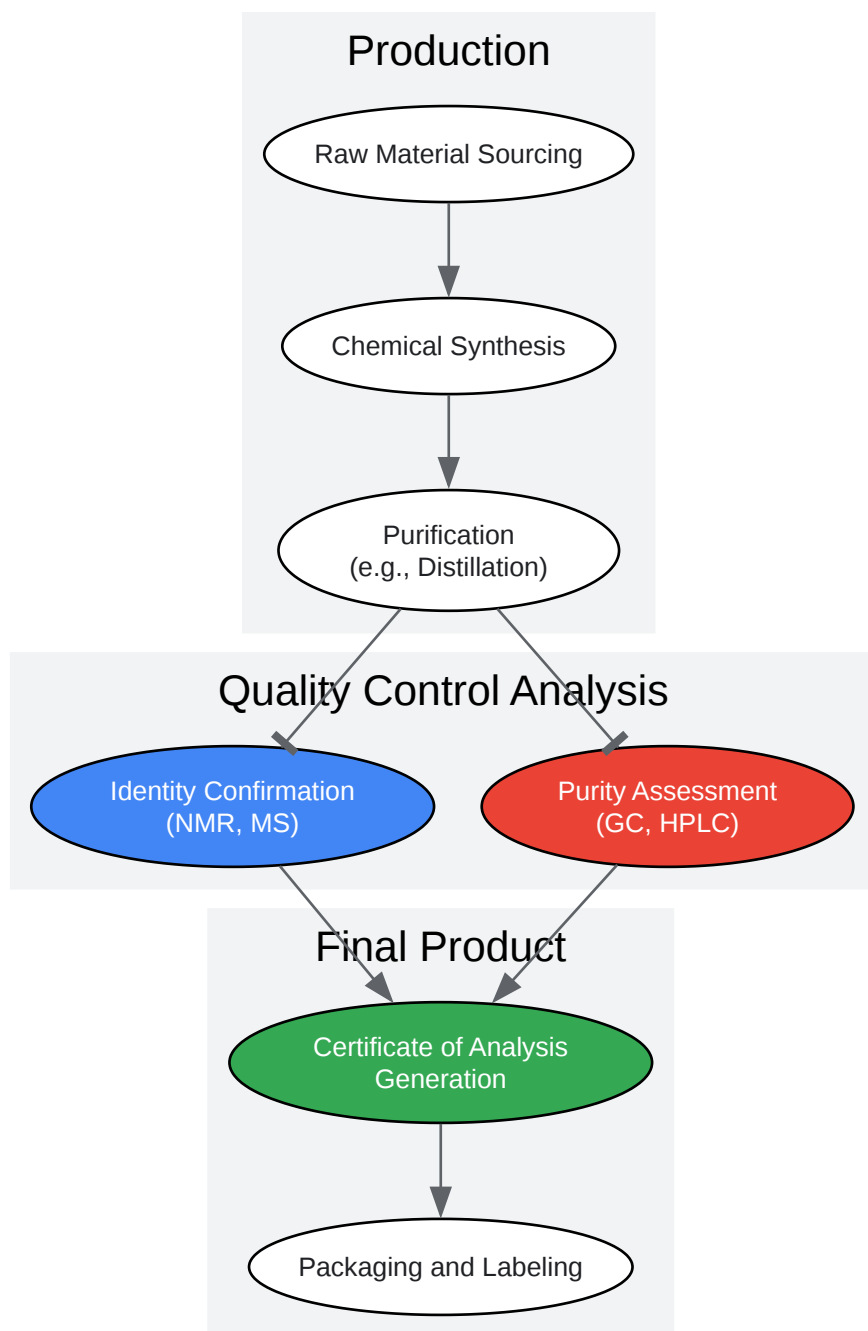 Production
Raw Material Sourcing
Chemical Synthesis
Purification
(e.g., Distillation)
Quality Control Analysis
Identity Confirmation
(NMR, MS)
Purity Assessment
(GC, HPLC)
Final Product
Certificate of Analysis
Generation
Packaging and Labeling